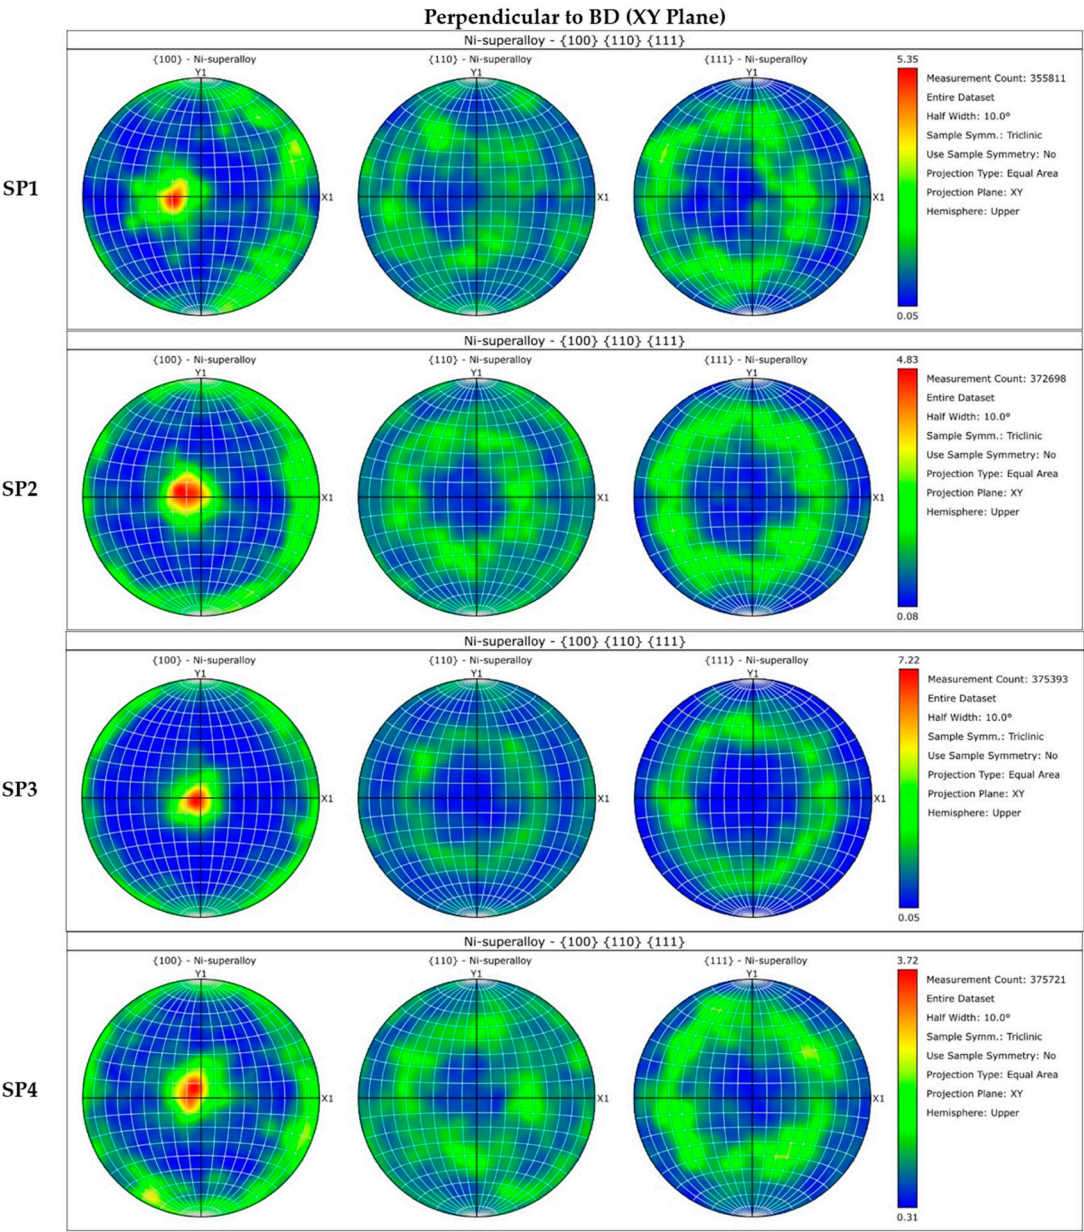 Perpendicular to BD (XY Plane)
SP1
Ni-superalloy - {100} {110} {111}
{100} - Ni-superalloy
Y1
X1
{110} - Ni-superalloy
Y1
X1
{111} - Ni-superalloy
Y1
X1
5.35
0.05
Measurement Count: 355811
Entire Dataset
Half Width: 10.0°
Sample Symm.: Triclinic
Use Sample Symmetry: No
Projection Type: Equal Area
Projection Plane: XY
Hemisphere: Upper
SP2
Ni-superalloy - {100} {110} {111}
{100} - Ni-superalloy
Y1
X1
{110} - Ni-superalloy
Y1
X1
{111} - Ni-superalloy
Y1
X1
4.83
0.08
Measurement Count: 372698
Entire Dataset
Half Width: 10.0°
Sample Symm.: Triclinic
Use Sample Symmetry: No
Projection Type: Equal Area
Projection Plane: XY
Hemisphere: Upper
SP3
Ni-superalloy - {100} {110} {111}
{100} - Ni-superalloy
Y1
X1
{110} - Ni-superalloy
Y1
X1
{111} - Ni-superalloy
Y1
X1
7.22
0.05
Measurement Count: 375393
Entire Dataset
Half Width: 10.0°
Sample Symm.: Triclinic
Use Sample Symmetry: No
Projection Type: Equal Area
Projection Plane: XY
Hemisphere: Upper
SP4
Ni-superalloy - {100} {110} {111}
{100} - Ni-superalloy
Y1
X1
{110} - Ni-superalloy
Y1
X1
{111} - Ni-superalloy
Y1
X1
3.72
0.31
Measurement Count: 375721
Entire Dataset
Half Width: 10.0°
Sample Symm.: Triclinic
Use Sample Symmetry: No
Projection Type: Equal Area
Projection Plane: XY
Hemisphere: Upper